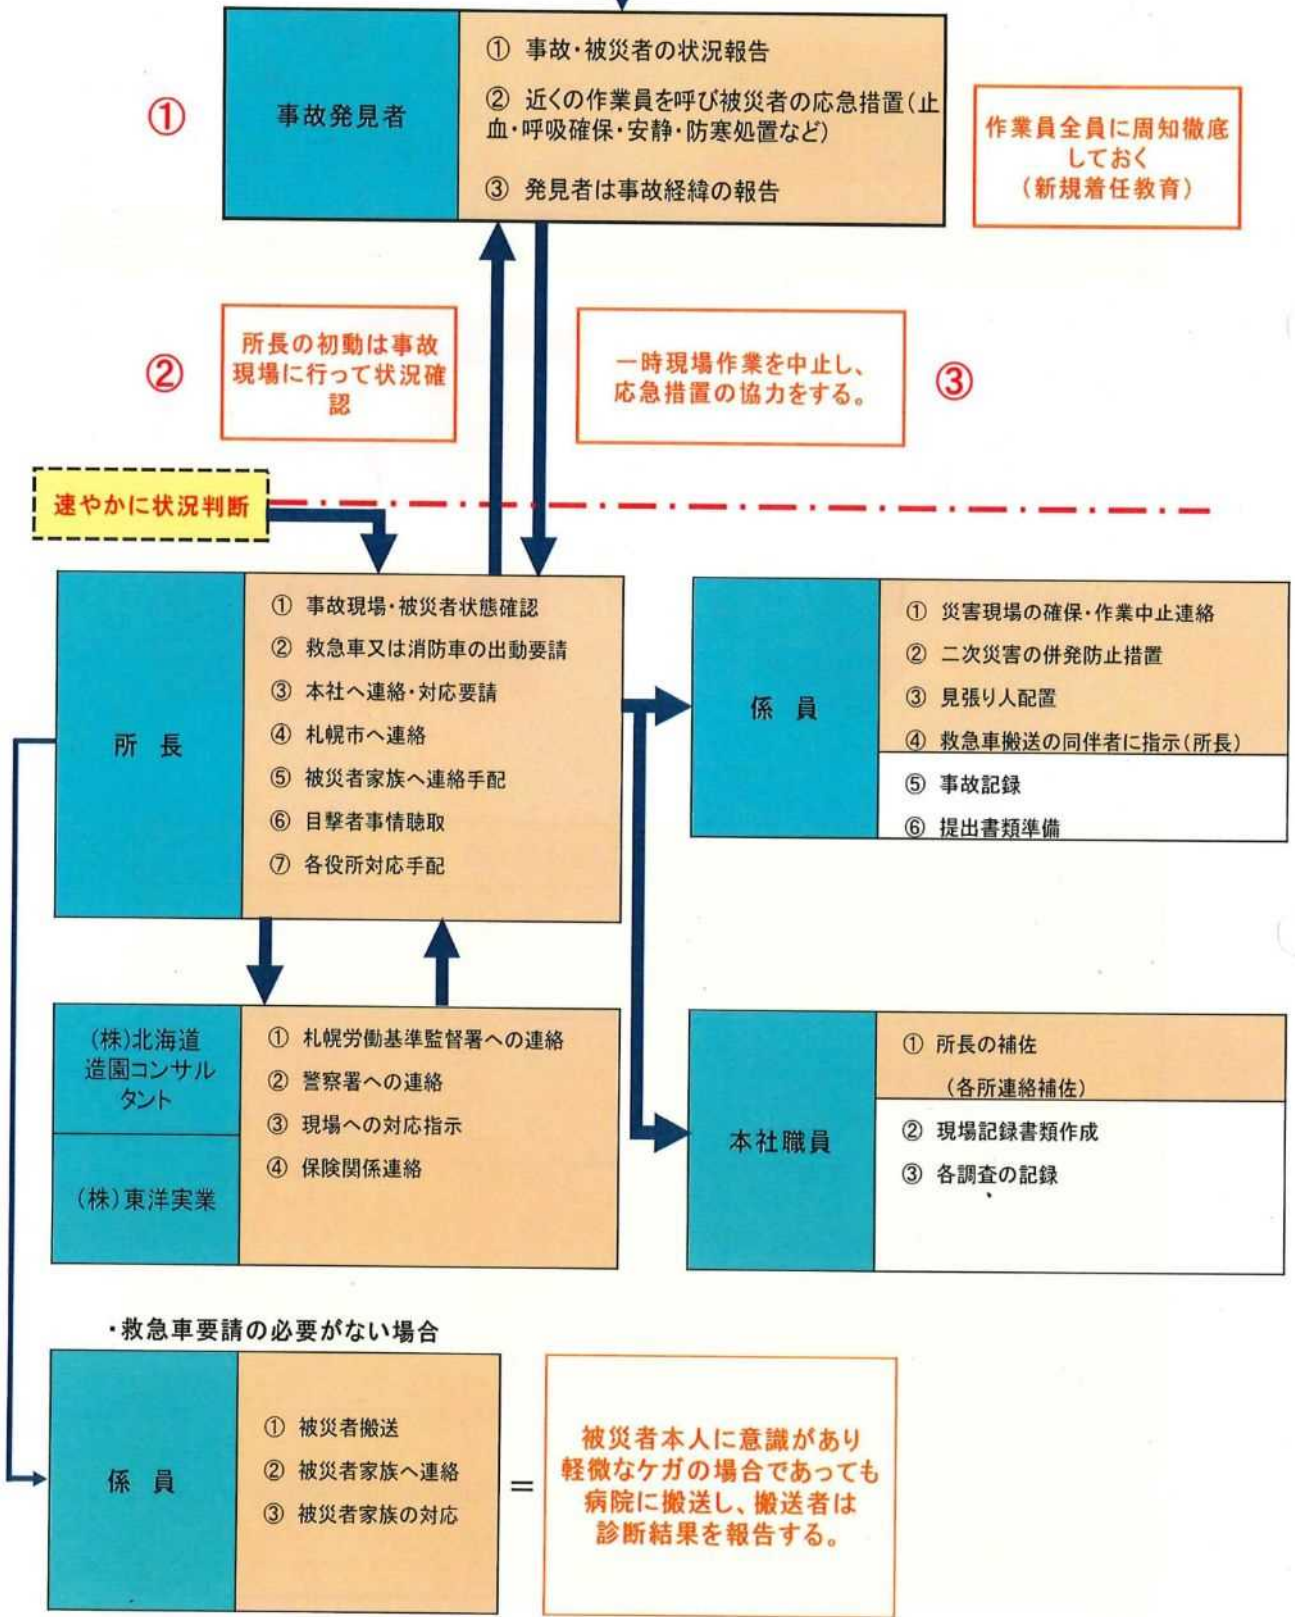 ①
事故発見者
① 事故・被災者の状況報告
② 近くの作業員を呼び被災者の応急措置(止
血・呼吸確保・安静・防寒処置など)
③ 発見者は事故経緯の報告
作業員全員に周知徹底
しておく
(新規着任教育)
②
所長の初動は事故
現場に行って状況確
認
一時現場作業を中止し、
応急措置の協力をする。
③
速やかに状況判断
所 長
① 事故現場・被災者状態確認
② 救急車又は消防車の出動要請
③ 本社へ連絡・対応要請
④ 札幌市へ連絡
⑤ 被災者家族へ連絡手配
⑥ 目撃者事情聴取
⑦ 各役所対応手配
係 員
① 災害現場の確保・作業中止連絡
② 二次災害の併発防止措置
③ 見張り人配置
④ 救急車搬送の同伴者に指示(所長)
⑤ 事故記録
⑥ 提出書類準備
(株)北海道
造園コンサル
タント
(株)東洋実業
① 札幌労働基準監督署への連絡
② 警察署への連絡
③ 現場への対応指示
④ 保険関係連絡
本社職員
① 所長の補佐
(各所連絡補佐)
② 現場記録書類作成
③ 各調査の記録
・救急車要請の必要がない場合
係 員
① 被災者搬送
② 被災者家族へ連絡
③ 被災者家族の対応
=
被災者本人に意識があり
軽微なケガの場合であっても
病院に搬送し、搬送者は
診断結果を報告する。